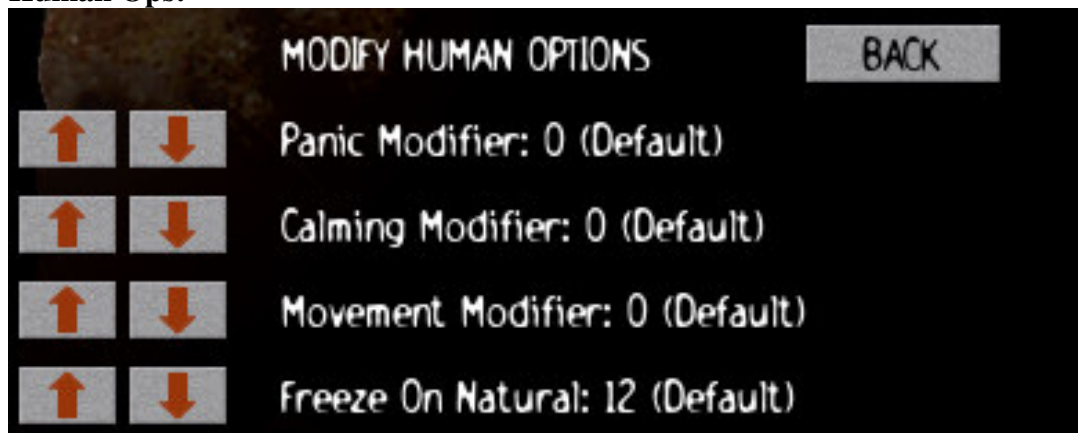 MODIFY HUMAN OPTIONS BACK
Panic Modifier: 0 (Default)
Calming Modifier: 0 (Default)
Movement Modifier: 0 (Default)
Freeze On Natural: 12 (Default)